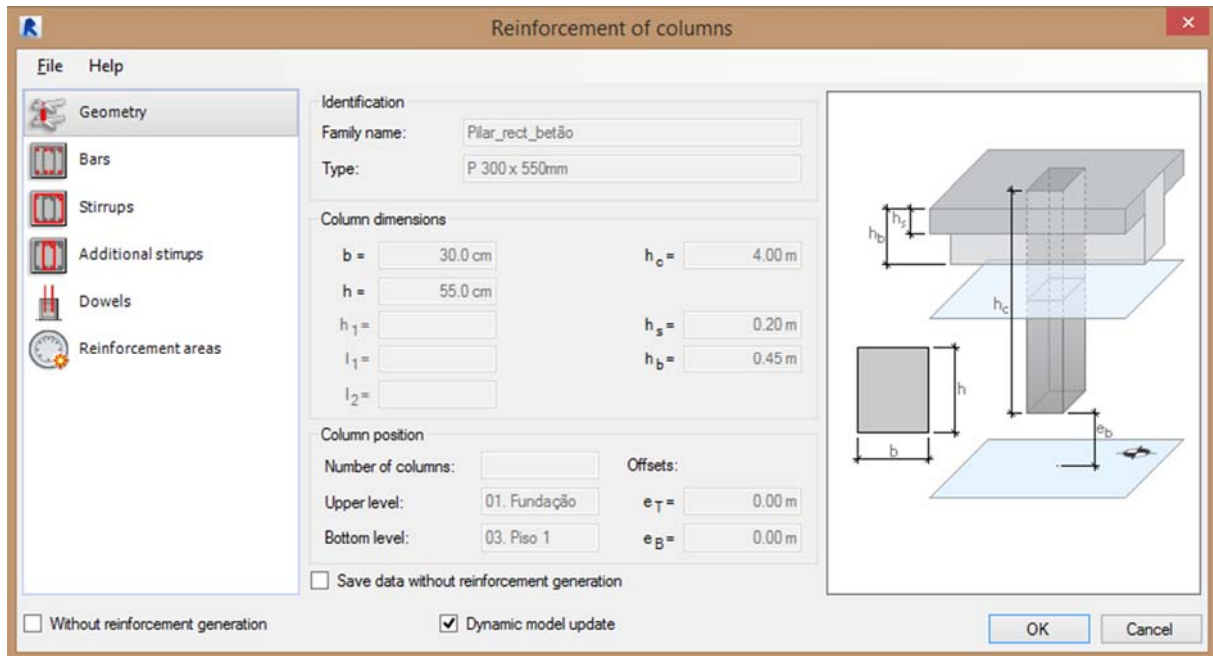 Reinforcement of columns
File Help
Geometry
Bars
Stirrups
Additional stirrups
Dowels
Reinforcement areas
Identification
Family name: Pilar_rect_betão
Type: P 300 x 550mm
Column dimensions
b = 30.0 cm hc = 4.00 m
h = 55.0 cm
h1 = hs = 0.20 m
l1 = hb = 0.45 m
l2 =
Column position
Number of columns: Offsets:
Upper level: 01. Fundação eT = 0.00 m
Bottom level: 03. Piso 1 eB = 0.00 m
Save data without reinforcement generation
Without reinforcement generation Dynamic model update
hs
hb
hc
h
eb
b
OK Cancel